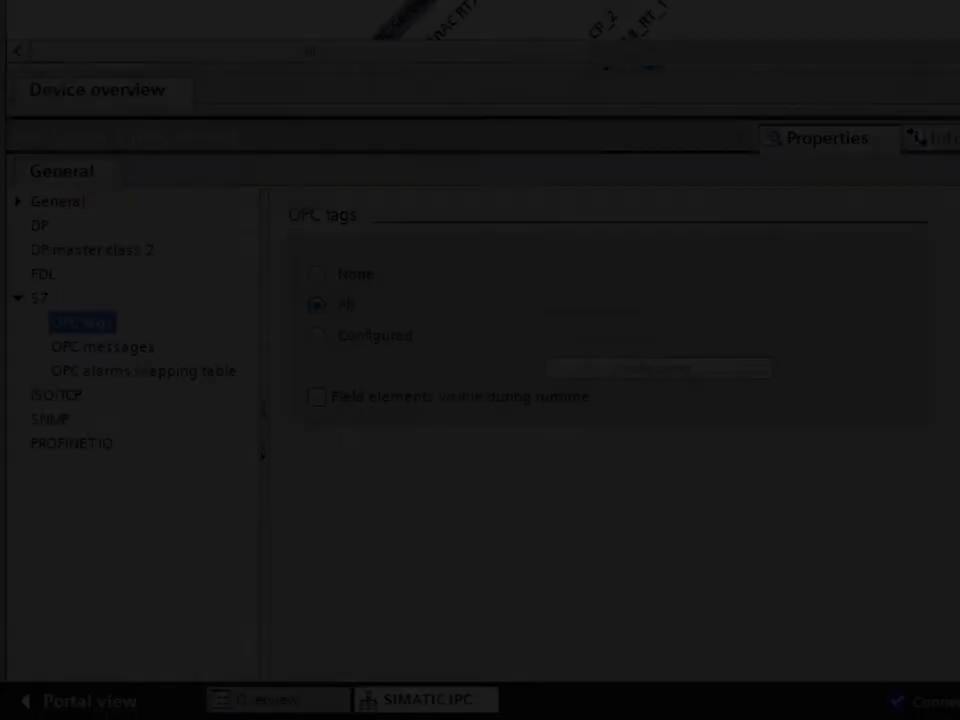 CP_2
Device overview
Properties
General
General
DP
DP master class 2
FDL
S7
OPC tags
OPC messages
OPC alarms mapping table
ISO/TCP
SNMP
PROFINET IO
OPC tags
None
All
Configured
Field elements visible during runtime
Portal view
Overview
SIMATIC IPC